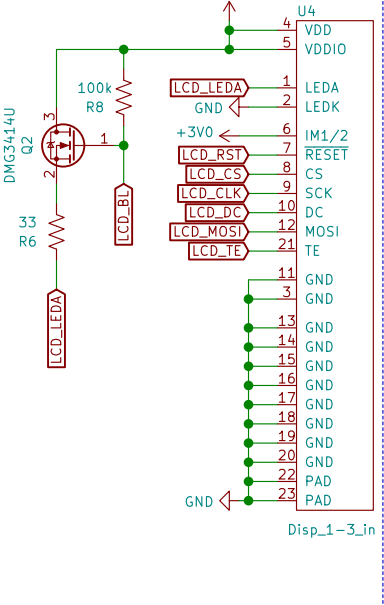 U4
4 VDD
5 VDDIO
LCD_LEDA 1 LEDA
GND 2 LEDK
+3V0 6 IM1/2
LCD_RST 7 RESET
LCD_CS 8 CS
LCD_CLK 9 SCK
LCD_DC 10 DC
LCD_MOSI 12 MOSI
LCD_TE 21 TE
11 GND
3 GND
13 GND
14 GND
15 GND
16 GND
17 GND
18 GND
19 GND
20 GND
22 PAD
GND 23 PAD
Disp_1-3_in
100k
R8
DMG3414U
Q2
3
1
2
LCD_BL
33
R6
LCD_LEDA